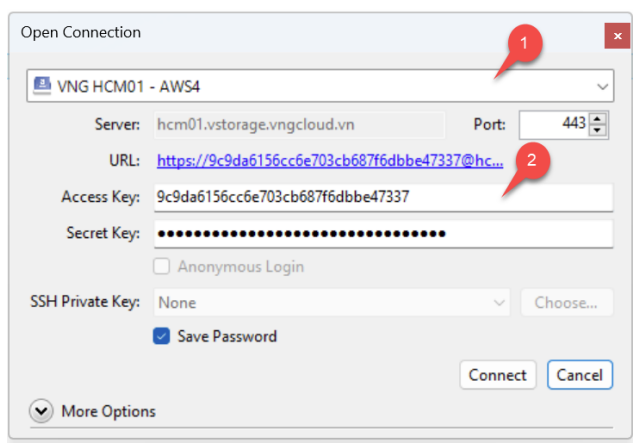 Open Connection
x
1
VNG HCM01 - AWS4
Server: hcm01.vstorage.vngcloud.vn Port: 443
URL: https://9c9da6156cc6e703cb687f6dbbe47337@hc...
2
Access Key: 9c9da6156cc6e703cb687f6dbbe47337
Secret Key: ••••••••••••••••••••••••••••••••
Anonymous Login
SSH Private Key: None Choose...
Save Password
Connect Cancel
More Options